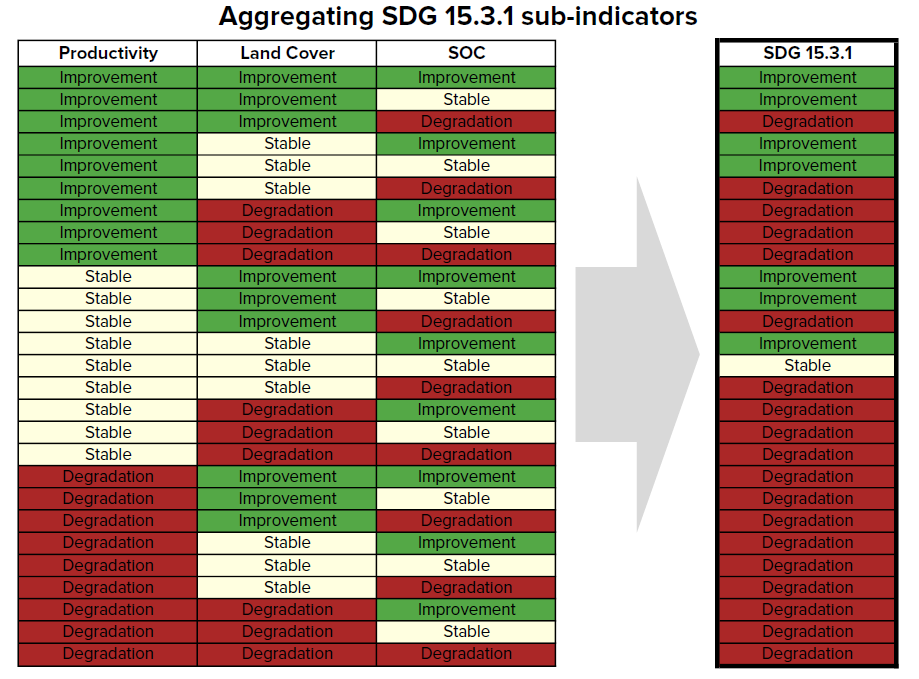 Aggregating SDG 15.3.1 sub-indicators
Productivity Land Cover SOC SDG 15.3.1
Improvement Improvement Improvement Improvement
Improvement Improvement Stable Improvement
Improvement Improvement Degradation Degradation
Improvement Stable Improvement Improvement
Improvement Stable Stable Improvement
Improvement Stable Degradation Degradation
Improvement Degradation Improvement Degradation
Improvement Degradation Stable Degradation
Improvement Degradation Degradation Degradation
Stable Improvement Improvement Improvement
Stable Improvement Stable Improvement
Stable Improvement Degradation Degradation
Stable Stable Improvement Improvement
Stable Stable Stable Stable
Stable Stable Degradation Degradation
Stable Degradation Improvement Degradation
Stable Degradation Stable Degradation
Stable Degradation Degradation Degradation
Degradation Improvement Improvement Degradation
Degradation Improvement Stable Degradation
Degradation Improvement Degradation Degradation
Degradation Stable Improvement Degradation
Degradation Stable Stable Degradation
Degradation Stable Degradation Degradation
Degradation Degradation Improvement Degradation
Degradation Degradation Stable Degradation
Degradation Degradation Degradation Degradation